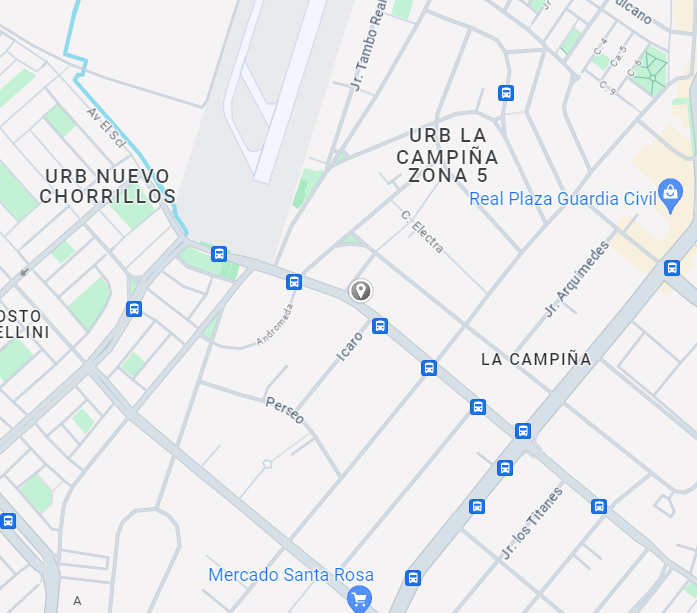 ulcano
C. 4
Ca. 5
C. 6
C. 9
Jr. Tambo Real
Av El Sol
URB LA
CAMPIÑA
ZONA 5
URB NUEVO
CHORRILLOS
Real Plaza Guardia Civil
C. Electra
Jr. Arquímedes
OSTO
ELLINI
Andromeda
Icaro
LA CAMPIÑA
Perseo
Jr. los Titanes
Mercado Santa Rosa
A